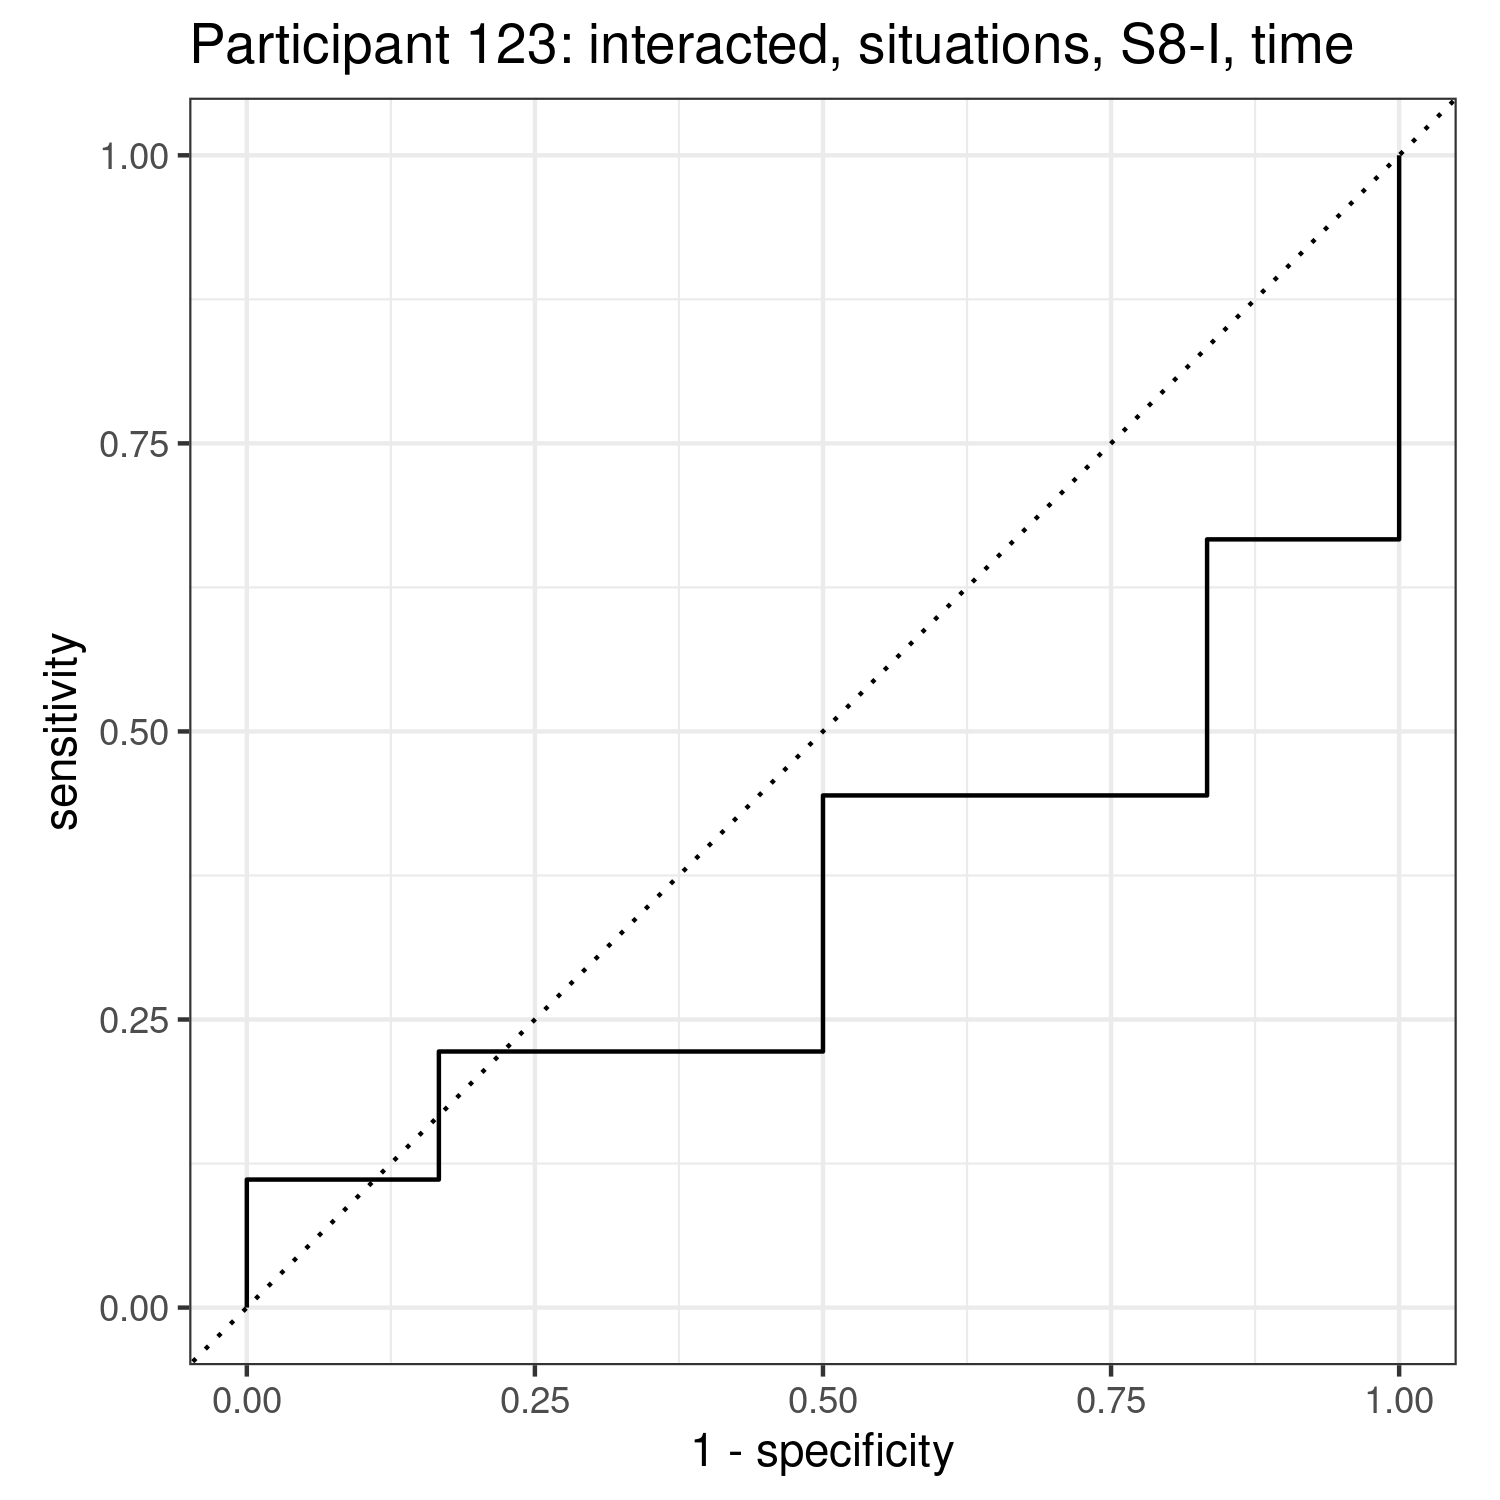 Participant 123: interacted, situations, S8-I, time
1.00
0.75
0.50
0.25
0.00
sensitivity
0.00 0.25 0.50 0.75 1.00
1 - specificity